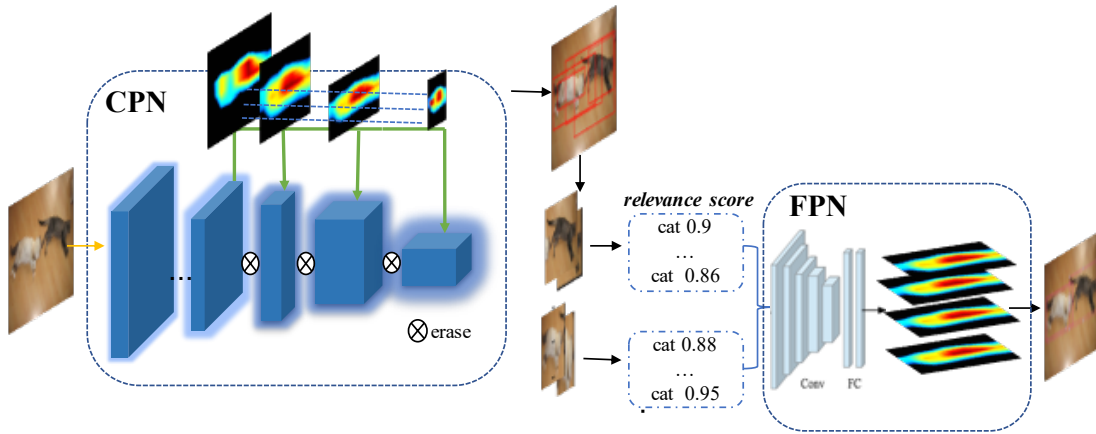 CPN
...
erase
relevance score
cat 0.9
...
cat 0.86
cat 0.88
...
cat 0.95
FPN
Conv
FC